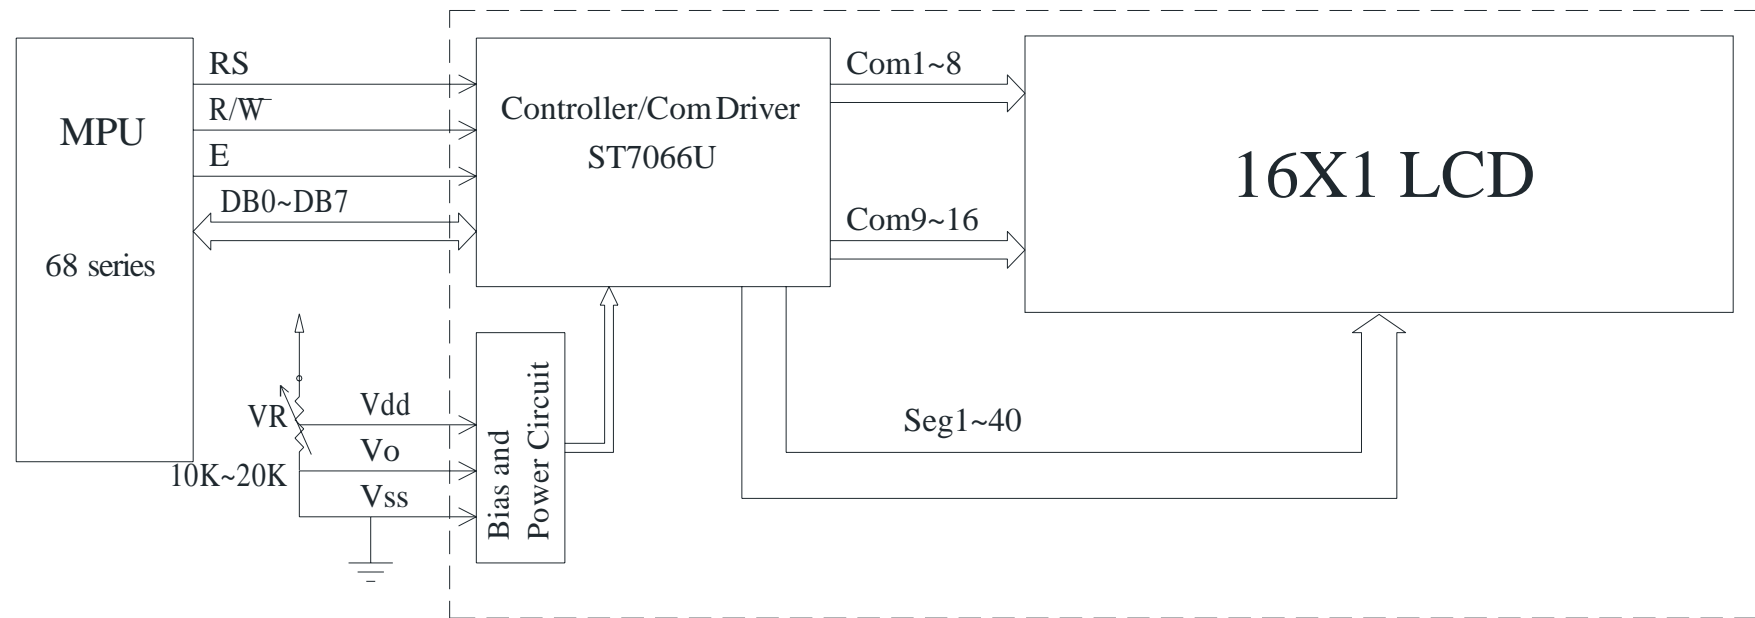 MPU
68 series
RS
R/W̅
E
DB0~DB7
Controller/Com Driver
ST7066U
Com1~8
Com9~16
16X1 LCD
VR
10K~20K
Vdd
Vo
Vss
Bias and
Power Circuit
Seg1~40